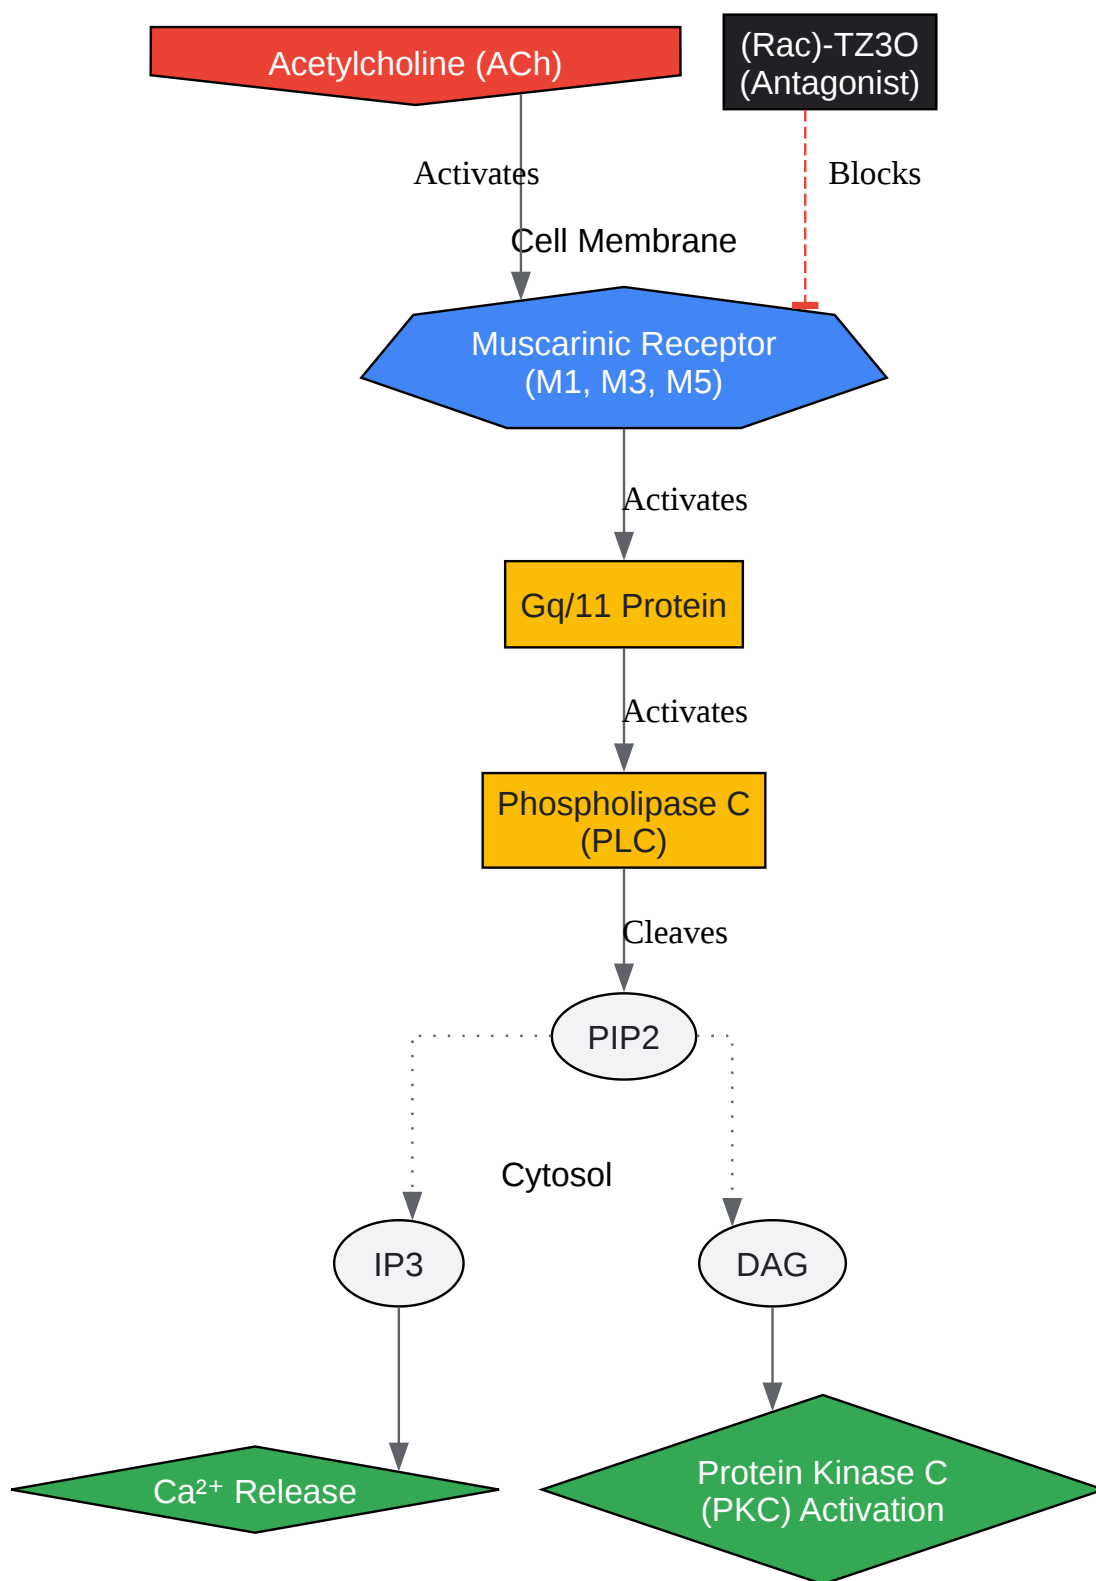 Acetylcholine (ACh)
(Rac)-TZ3O
(Antagonist)
Activates
Blocks
Cell Membrane
Muscarinic Receptor
(M1, M3, M5)
Activates
Gq/11 Protein
Activates
Phospholipase C
(PLC)
Cleaves
PIP2
Cytosol
IP3
DAG
Ca²⁺ Release
Protein Kinase C
(PKC) Activation